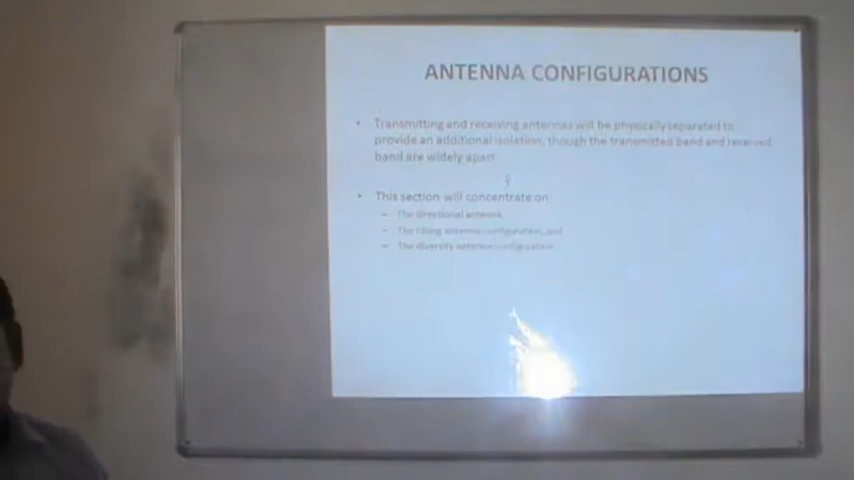 ANTENNA CONFIGURATIONS
• Transmitting and receiving antennas will be physically separated to
provide an additional isolation, though the transmitted band and received
band are widely apart
• This section will concentrate on
– The directional antenna,
– The tilting antenna configuration, and
– The diversity antenna configuration